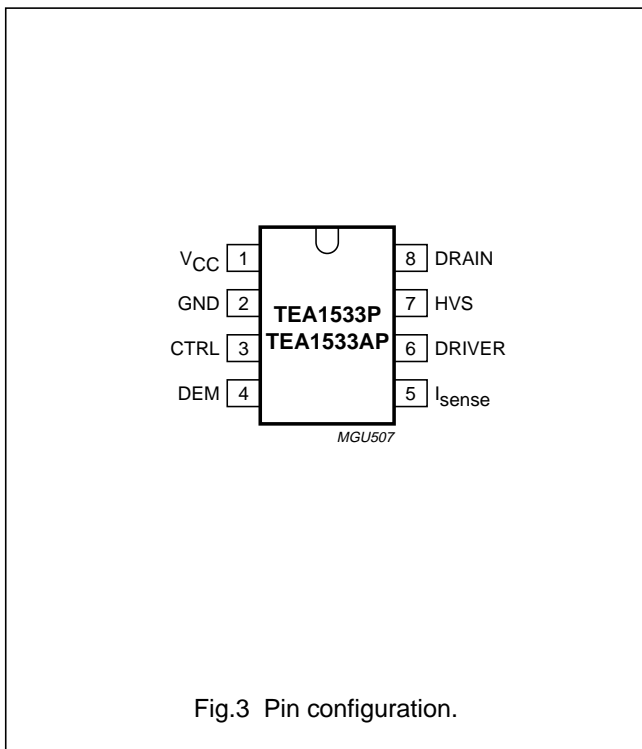 V_CC 1 8 DRAIN
GND 2 7 HVS
TEA1533P
CTRL 3 TEA1533AP 6 DRIVER
DEM 4 5 I_sense
MGU507
Fig.3 Pin configuration.